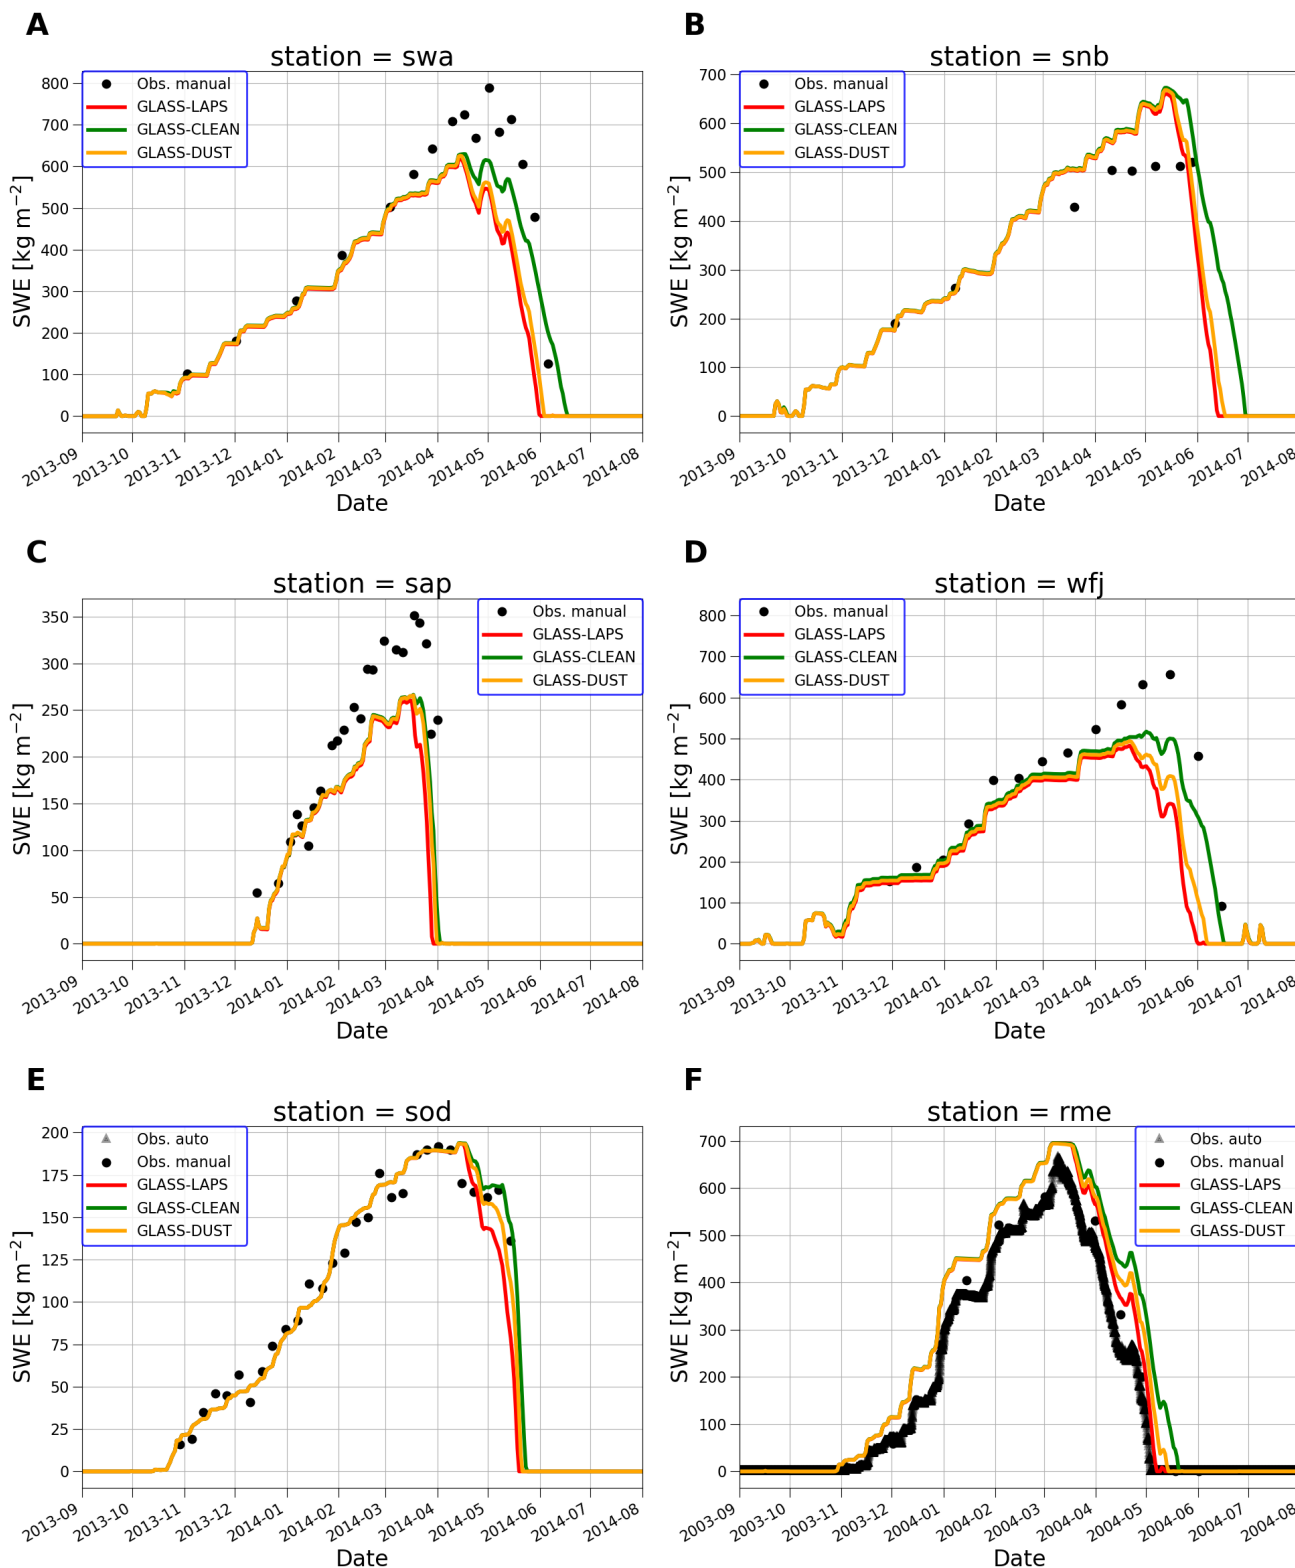 A
station = swa
Obs. manual
GLASS-LAPS
GLASS-CLEAN
GLASS-DUST
SWE [kg m⁻²]
800
700
600
500
400
300
200
100
0
2013-09
2013-10
2013-11
2013-12
2014-01
2014-02
2014-03
2014-04
2014-05
2014-06
2014-07
2014-08
Date
B
station = snb
Obs. manual
GLASS-LAPS
GLASS-CLEAN
GLASS-DUST
SWE [kg m⁻²]
700
600
500
400
300
200
100
0
2013-09
2013-10
2013-11
2013-12
2014-01
2014-02
2014-03
2014-04
2014-05
2014-06
2014-07
2014-08
Date
C
station = sap
Obs. manual
GLASS-LAPS
GLASS-CLEAN
GLASS-DUST
SWE [kg m⁻²]
350
300
250
200
150
100
50
0
2013-09
2013-10
2013-11
2013-12
2014-01
2014-02
2014-03
2014-04
2014-05
2014-06
2014-07
2014-08
Date
D
station = wfj
Obs. manual
GLASS-LAPS
GLASS-CLEAN
GLASS-DUST
SWE [kg m⁻²]
800
700
600
500
400
300
200
100
0
2013-09
2013-10
2013-11
2013-12
2014-01
2014-02
2014-03
2014-04
2014-05
2014-06
2014-07
2014-08
Date
E
station = sod
Obs. auto
Obs. manual
GLASS-LAPS
GLASS-CLEAN
GLASS-DUST
SWE [kg m⁻²]
200
175
150
125
100
75
50
25
0
2013-09
2013-10
2013-11
2013-12
2014-01
2014-02
2014-03
2014-04
2014-05
2014-06
2014-07
2014-08
Date
F
station = rme
Obs. auto
Obs. manual
GLASS-LAPS
GLASS-CLEAN
GLASS-DUST
SWE [kg m⁻²]
700
600
500
400
300
200
100
0
2003-09
2003-10
2003-11
2003-12
2004-01
2004-02
2004-03
2004-04
2004-05
2004-06
2004-07
2004-08
Date